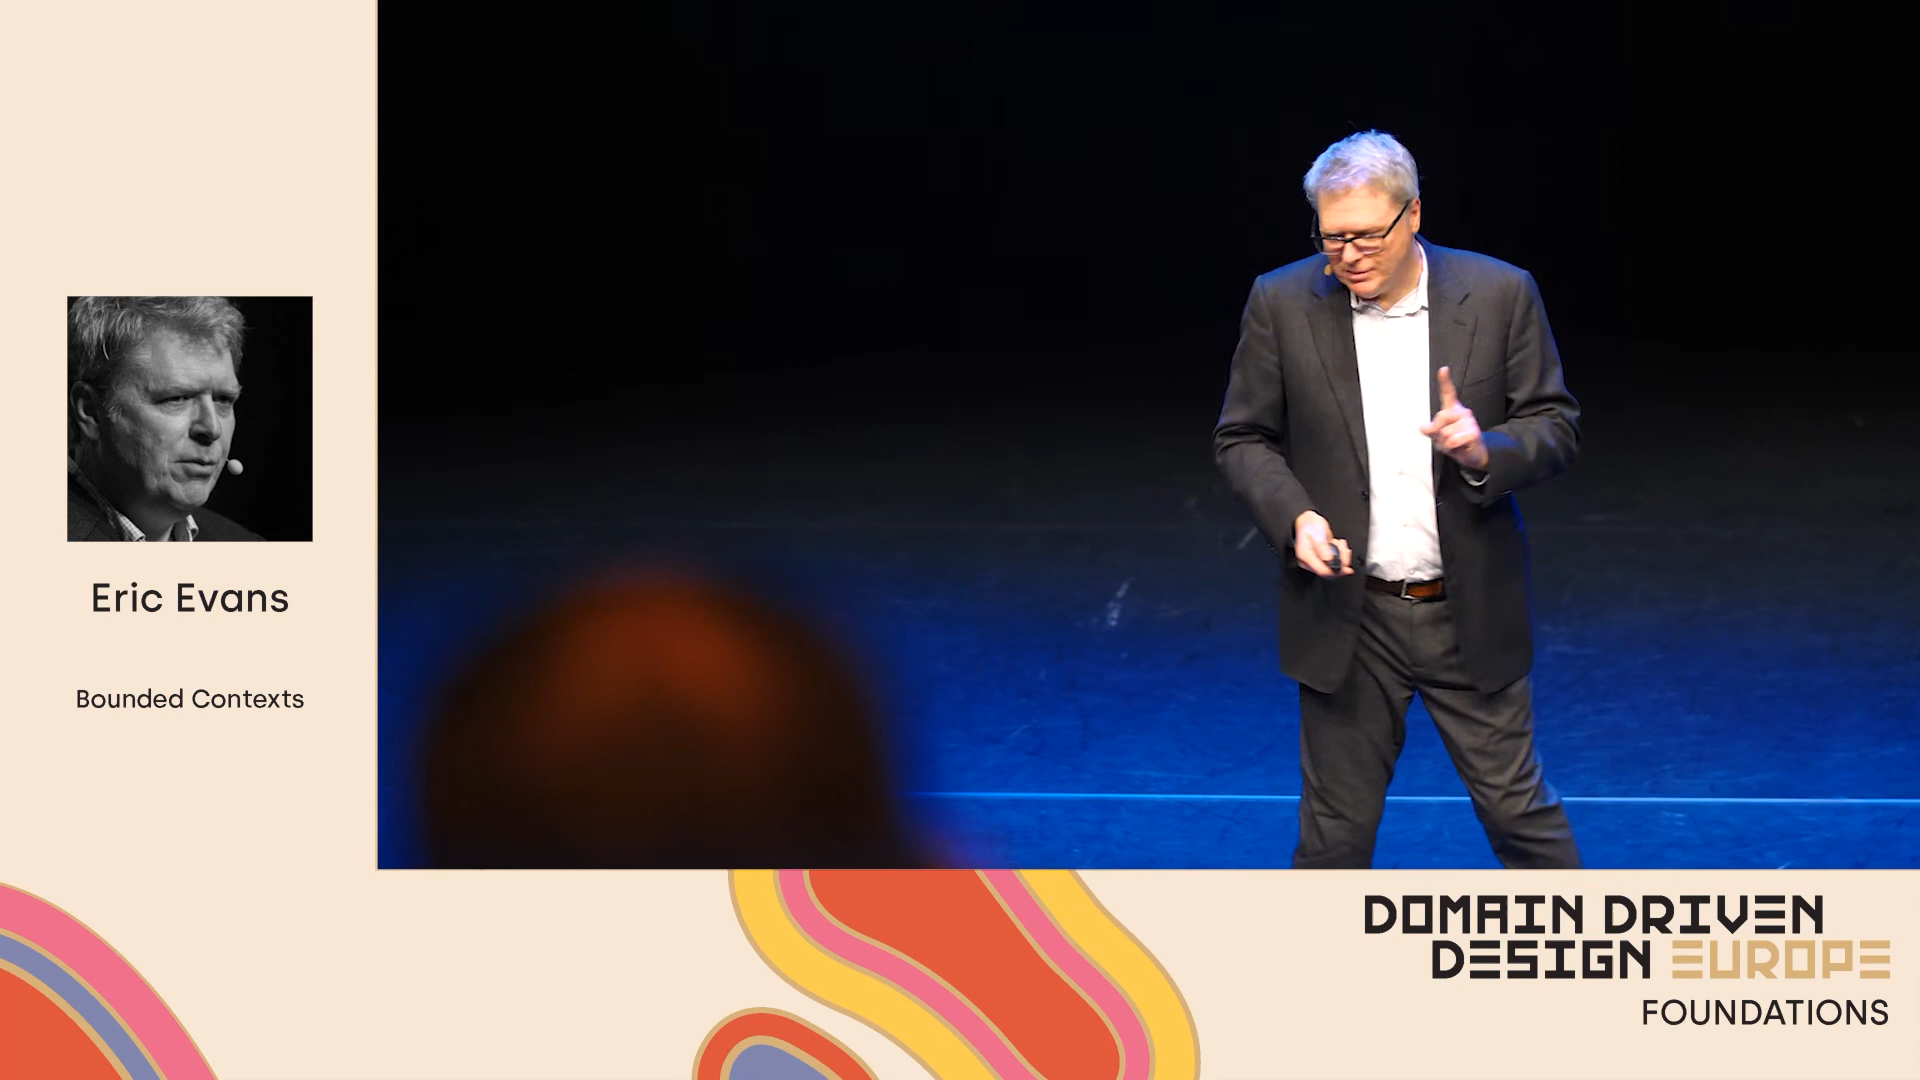 Eric Evans
Bounded Contexts
DOMAIN DRIVEN
DESIGN EUROPE
FOUNDATIONS